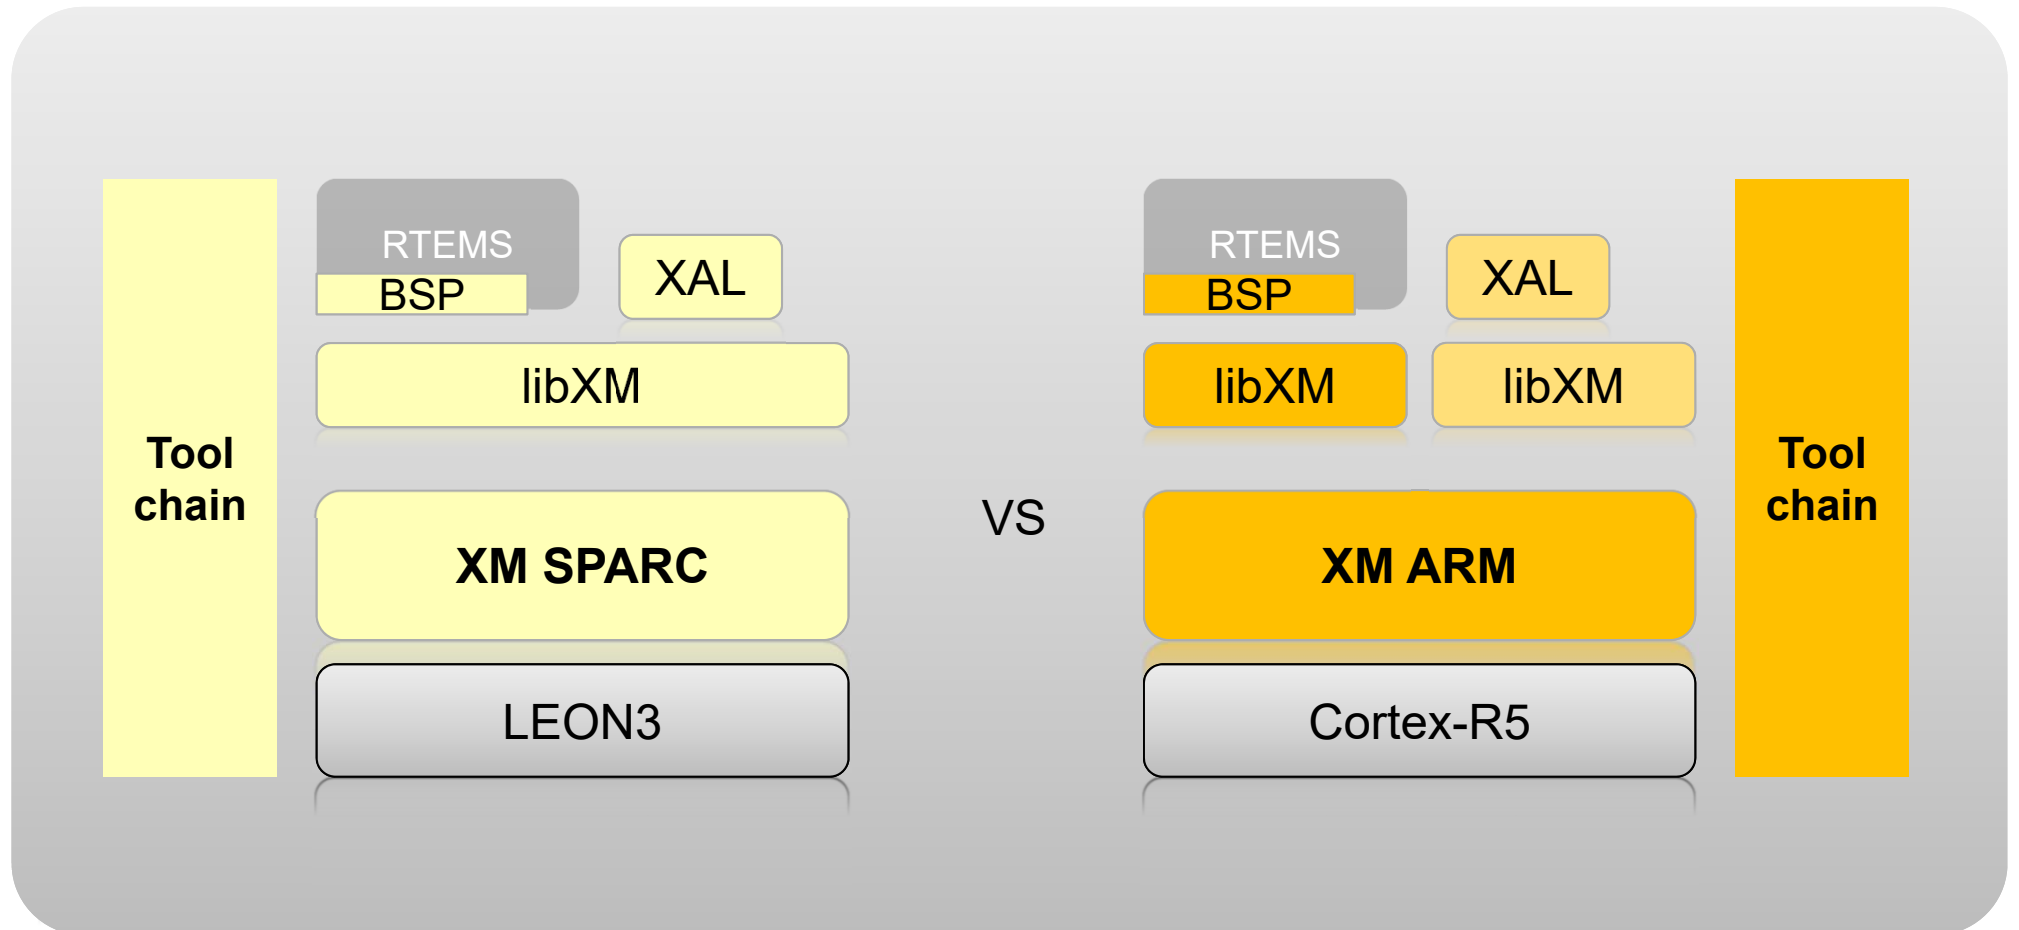 Tool
chain
RTEMS
BSP
XAL
libXM
XM SPARC
LEON3
VS
RTEMS
BSP
XAL
libXM
libXM
XM ARM
Cortex-R5
Tool
chain